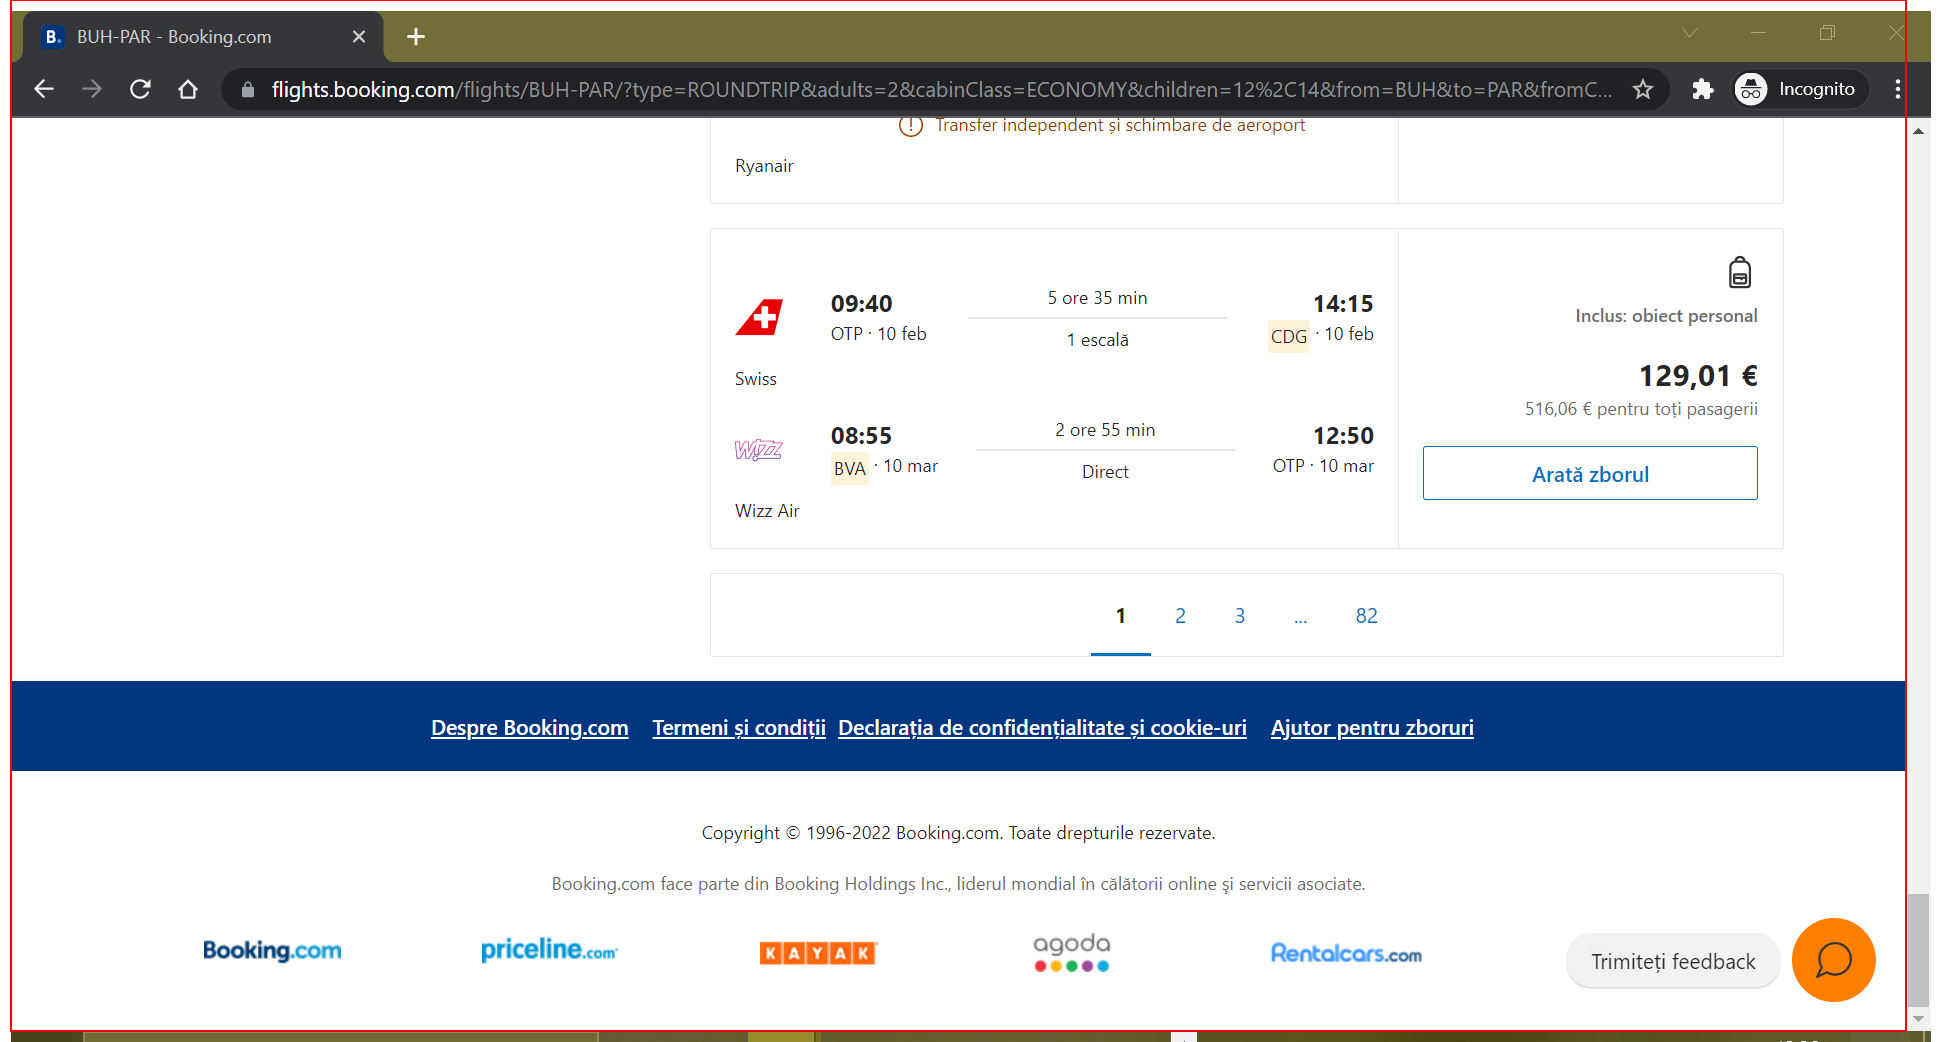 BUH-PAR - Booking.com
flights.booking.com/flights/BUH-PAR/?type=ROUNDTRIP&adults=2&cabinClass=ECONOMY&children=12%2C14&from=BUH&to=PAR&fromC...
Incognito
Transfer independent și schimbare de aeroport
Ryanair
09:40
5 ore 35 min
14:15
OTP · 10 feb
1 escală
CDG · 10 feb
Swiss
Inclus: obiect personal
129,01 €
516,06 € pentru toți pasagerii
Arată zborul
WIZZ
08:55
2 ore 55 min
12:50
BVA · 10 mar
Direct
OTP · 10 mar
Wizz Air
1 2 3 ... 82
Despre Booking.com Termeni și condiții Declarația de confidențialitate și cookie-uri Ajutor pentru zboruri
Copyright © 1996-2022 Booking.com. Toate drepturile rezervate.
Booking.com face parte din Booking Holdings Inc., liderul mondial în călătorii online şi servicii asociate.
Booking.com priceline.com KAYAK agoda Rentalcars.com
Trimiteți feedback